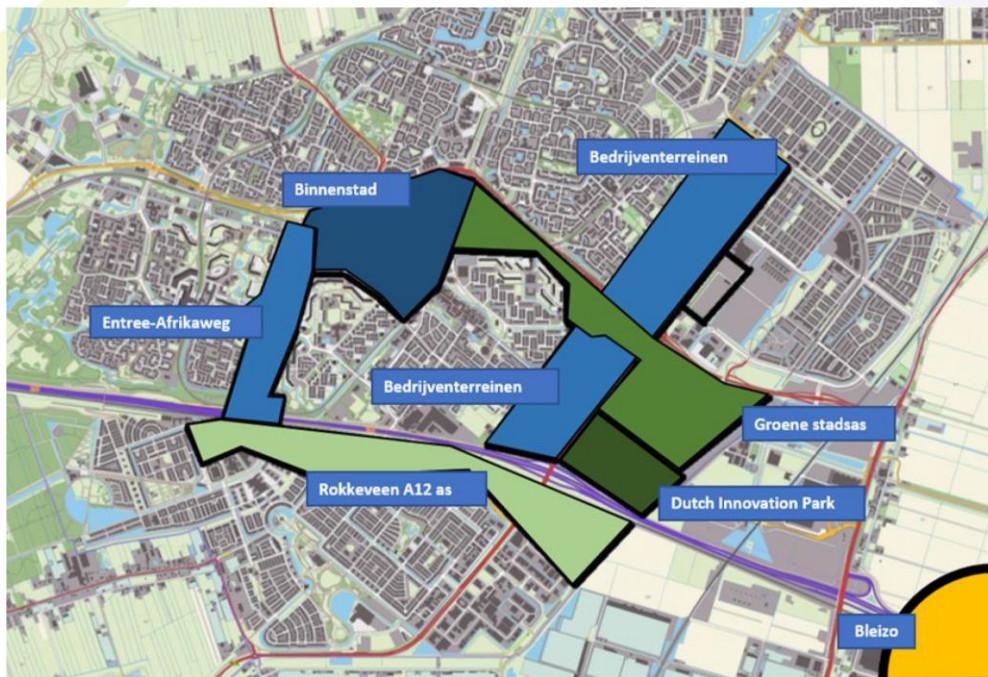 Bedrijventerreinen
Binnenstad
Entree-Afrikaweg
Bedrijventerreinen
Groene stadsas
Rokkeveen A12 as
Dutch Innovation Park
Bleizo